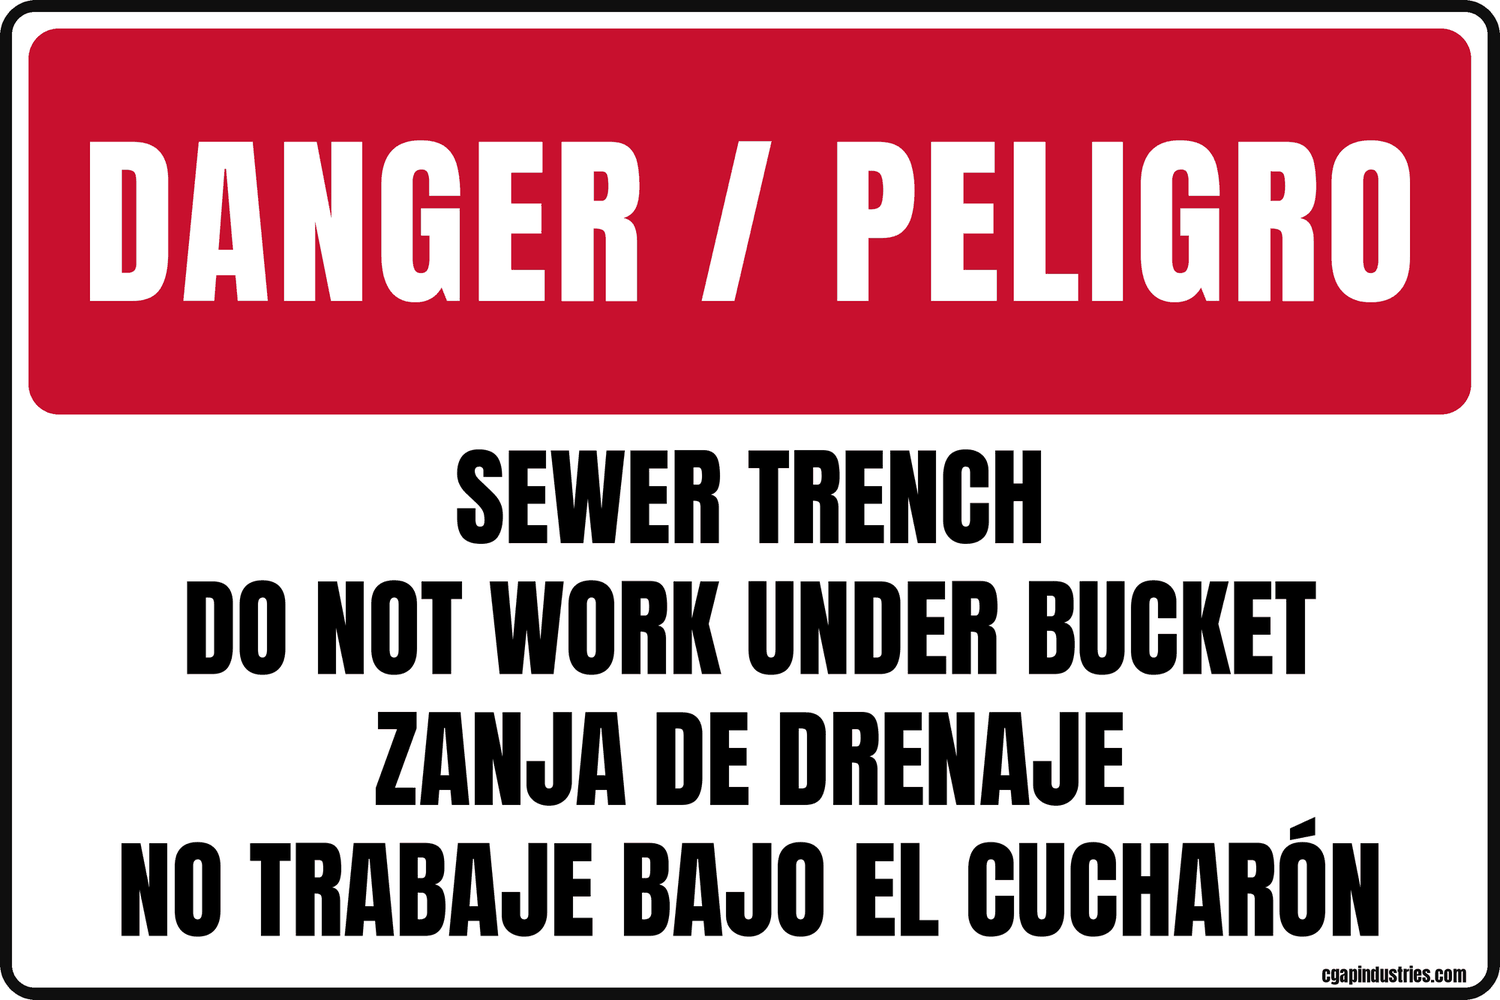 DANGER / PELIGRO
SEWER TRENCH
DO NOT WORK UNDER BUCKET
ZANJA DE DRENAJE
NO TRABAJE BAJO EL CUCHARÓN
cgapindustries.com